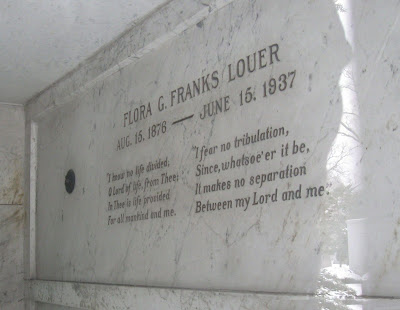 FLORA G. FRANKS LOUER
AUG. 15. 1876 — JUNE 15. 1937
"I know no life divided,
O Lord of life, from Thee;
In Thee is life provided
For all mankind and me.
I fear no tribulation,
Since, whatsoe'er it be,
It makes no separation
Between my Lord and me."